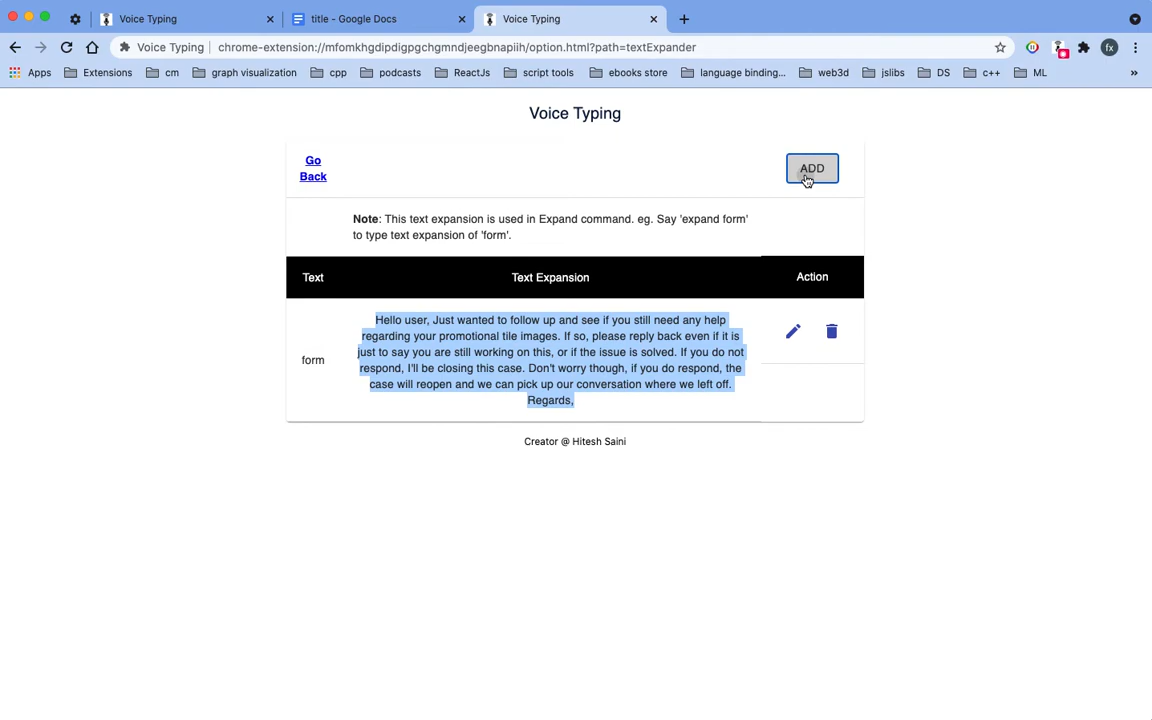 Voice Typing
title - Google Docs
Voice Typing
Voice Typing
chrome-extension://mfomkhgdipdigpgchgmndjeegbnapiih/option.html?path=textExpander
fx
Apps
Extensions
cm
graph visualization
cpp
podcasts
ReactJs
script tools
ebooks store
language binding...
web3d
jslibs
DS
c++
ML
»
Voice Typing
Go
Back
ADD
Note: This text expansion is used in Expand command. eg. Say 'expand form'
to type text expansion of 'form'.
Text
Text Expansion
Action
form
Hello user, Just wanted to follow up and see if you still need any help
regarding your promotional tile images. If so, please reply back even if it is
just to say you are still working on this, or if the issue is solved. If you do not
respond, I'll be closing this case. Don't worry though, if you do respond, the
case will reopen and we can pick up our conversation where we left off.
Regards,
Creator @ Hitesh Saini